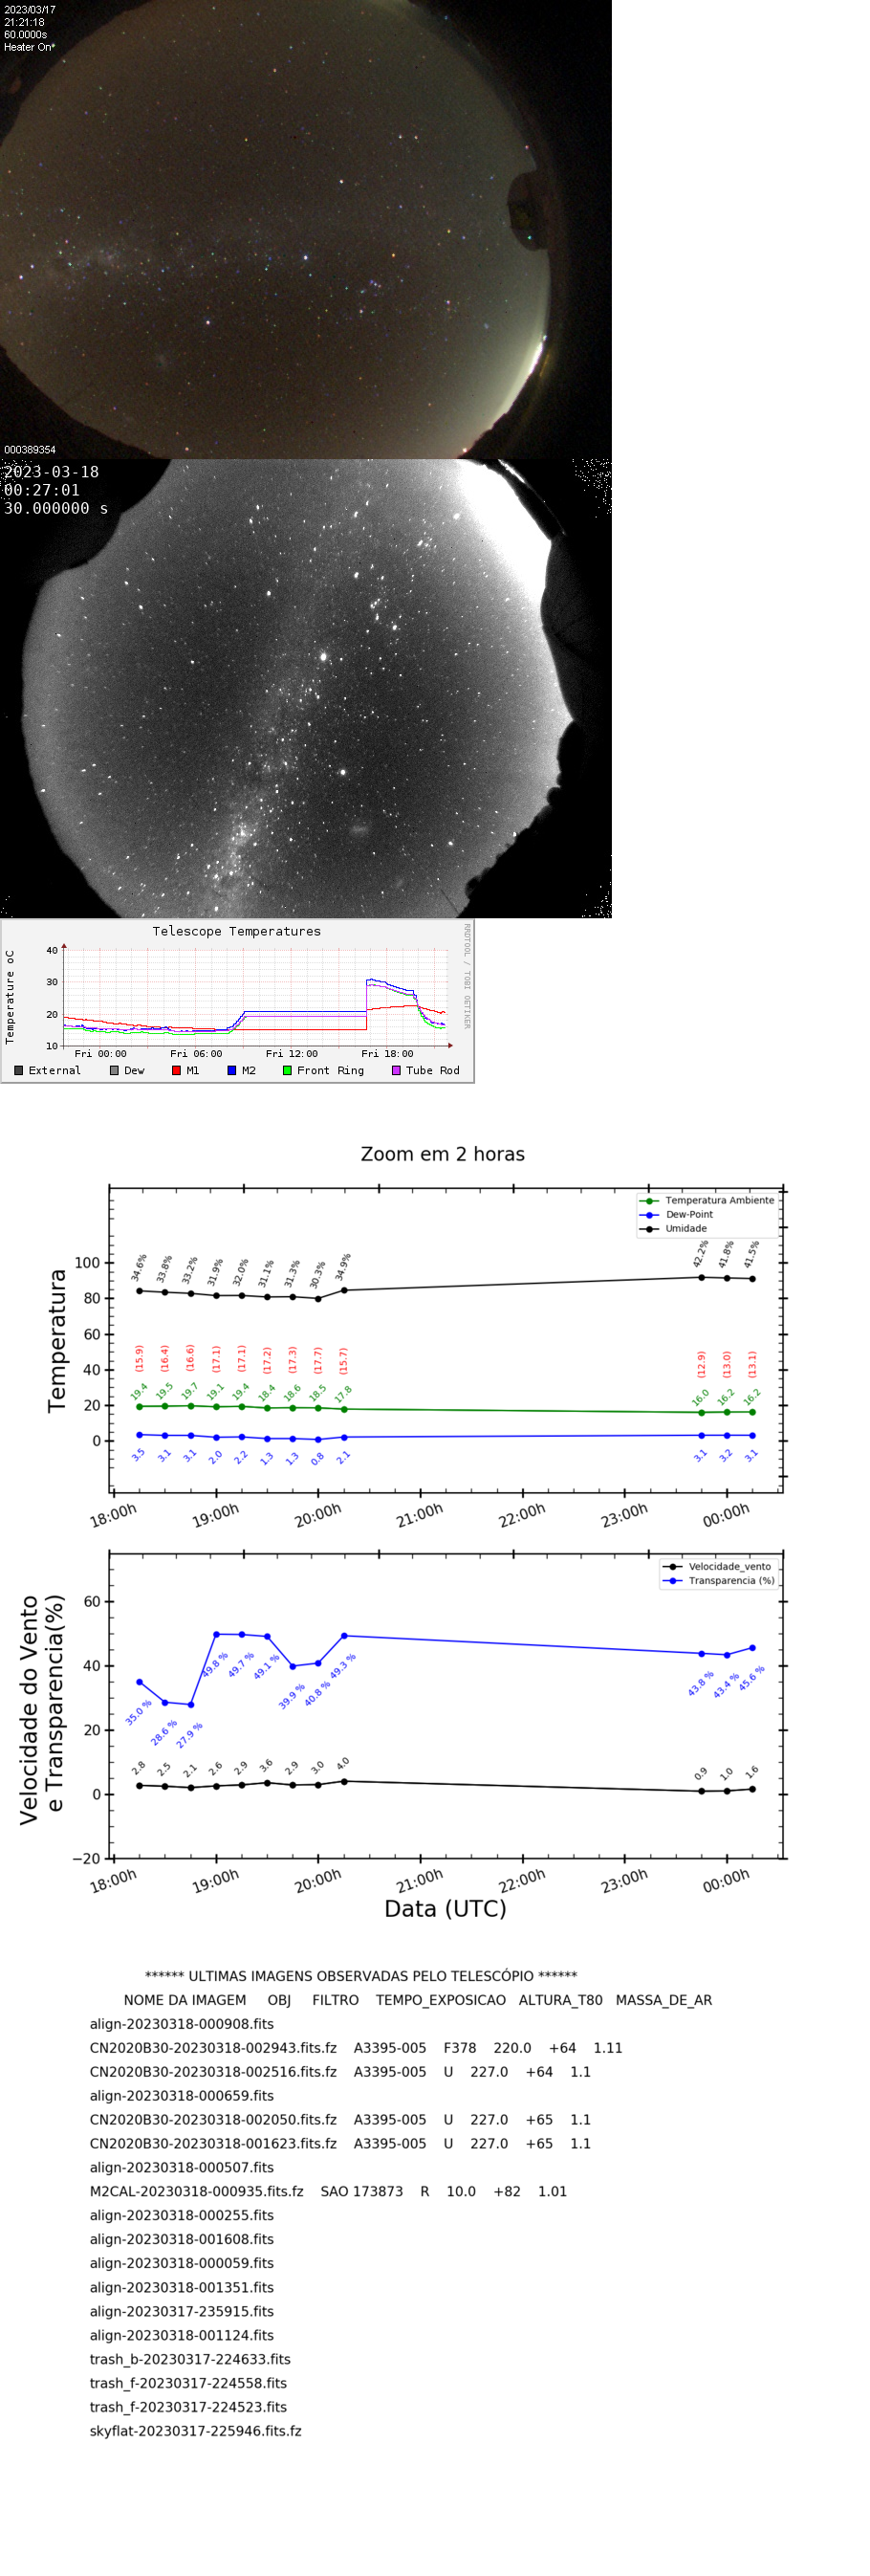 2023/03/17
21:21:18
60.0000s
Heater On*
000389354
2023-03-18
00:27:01
30.000000 s
Telescope Temperatures
RRDTOOL / TOBI OETIKER
Temperature oC
40
30
20
10
Fri 00:00 Fri 06:00 Fri 12:00 Fri 18:00
External Dew M1 M2 Front Ring Tube Rod
Zoom em 2 horas
Temperatura Ambiente
Dew-Point
Umidade
Temperatura
100
80
60
40
20
0
34.6% 33.8% 33.2% 31.9% 32.0% 31.1% 31.3% 30.3% 34.9% 42.2% 41.8% 41.5%
(15.9) (16.4) (16.6) (17.1) (17.1) (17.2) (17.3) (17.7) (15.7) (12.9) (13.0) (13.1)
19.4 19.5 19.7 19.1 19.4 18.4 18.6 18.5 17.8 16.0 16.2 16.2
3.5 3.1 3.1 2.0 2.2 1.3 1.3 0.8 2.1 3.1 3.2 3.1
18:00h 19:00h 20:00h 21:00h 22:00h 23:00h 00:00h
Velocidade_vento
Transparencia (%)
Velocidade do Vento
e Transparencia(%)
60
40
20
0
−20
35.0 % 28.6 % 27.9 % 49.8 % 49.7 % 49.1 % 39.9 % 40.8 % 49.3 % 43.8 % 43.4 % 45.6 %
2.8 2.5 2.1 2.6 2.9 3.6 2.9 3.0 4.0 0.9 1.0 1.6
18:00h 19:00h 20:00h 21:00h 22:00h 23:00h 00:00h
Data (UTC)
****** ULTIMAS IMAGENS OBSERVADAS PELO TELESCÓPIO ******
NOME DA IMAGEM OBJ FILTRO TEMPO_EXPOSICAO ALTURA_T80 MASSA_DE_AR
align-20230318-000908.fits
CN2020B30-20230318-002943.fits.fz A3395-005 F378 220.0 +64 1.11
CN2020B30-20230318-002516.fits.fz A3395-005 U 227.0 +64 1.1
align-20230318-000659.fits
CN2020B30-20230318-002050.fits.fz A3395-005 U 227.0 +65 1.1
CN2020B30-20230318-001623.fits.fz A3395-005 U 227.0 +65 1.1
align-20230318-000507.fits
M2CAL-20230318-000935.fits.fz SAO 173873 R 10.0 +82 1.01
align-20230318-000255.fits
align-20230318-001608.fits
align-20230318-000059.fits
align-20230318-001351.fits
align-20230317-235915.fits
align-20230318-001124.fits
trash_b-20230317-224633.fits
trash_f-20230317-224558.fits
trash_f-20230317-224523.fits
skyflat-20230317-225946.fits.fz